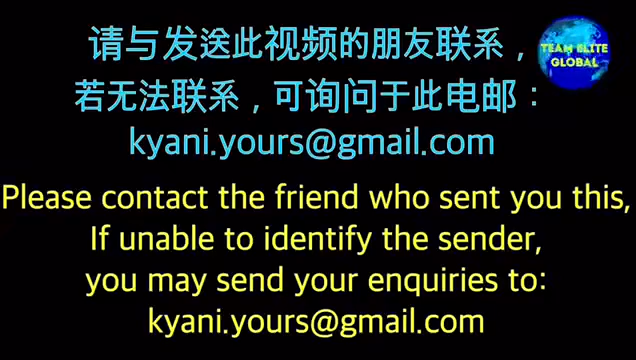 请与发送此视频的朋友联系，
TEAM ELITE
GLOBAL
若无法联系，可询问于此电邮：
kyani.yours@gmail.com
Please contact the friend who sent you this,
If unable to identify the sender,
you may send your enquiries to:
kyani.yours@gmail.com